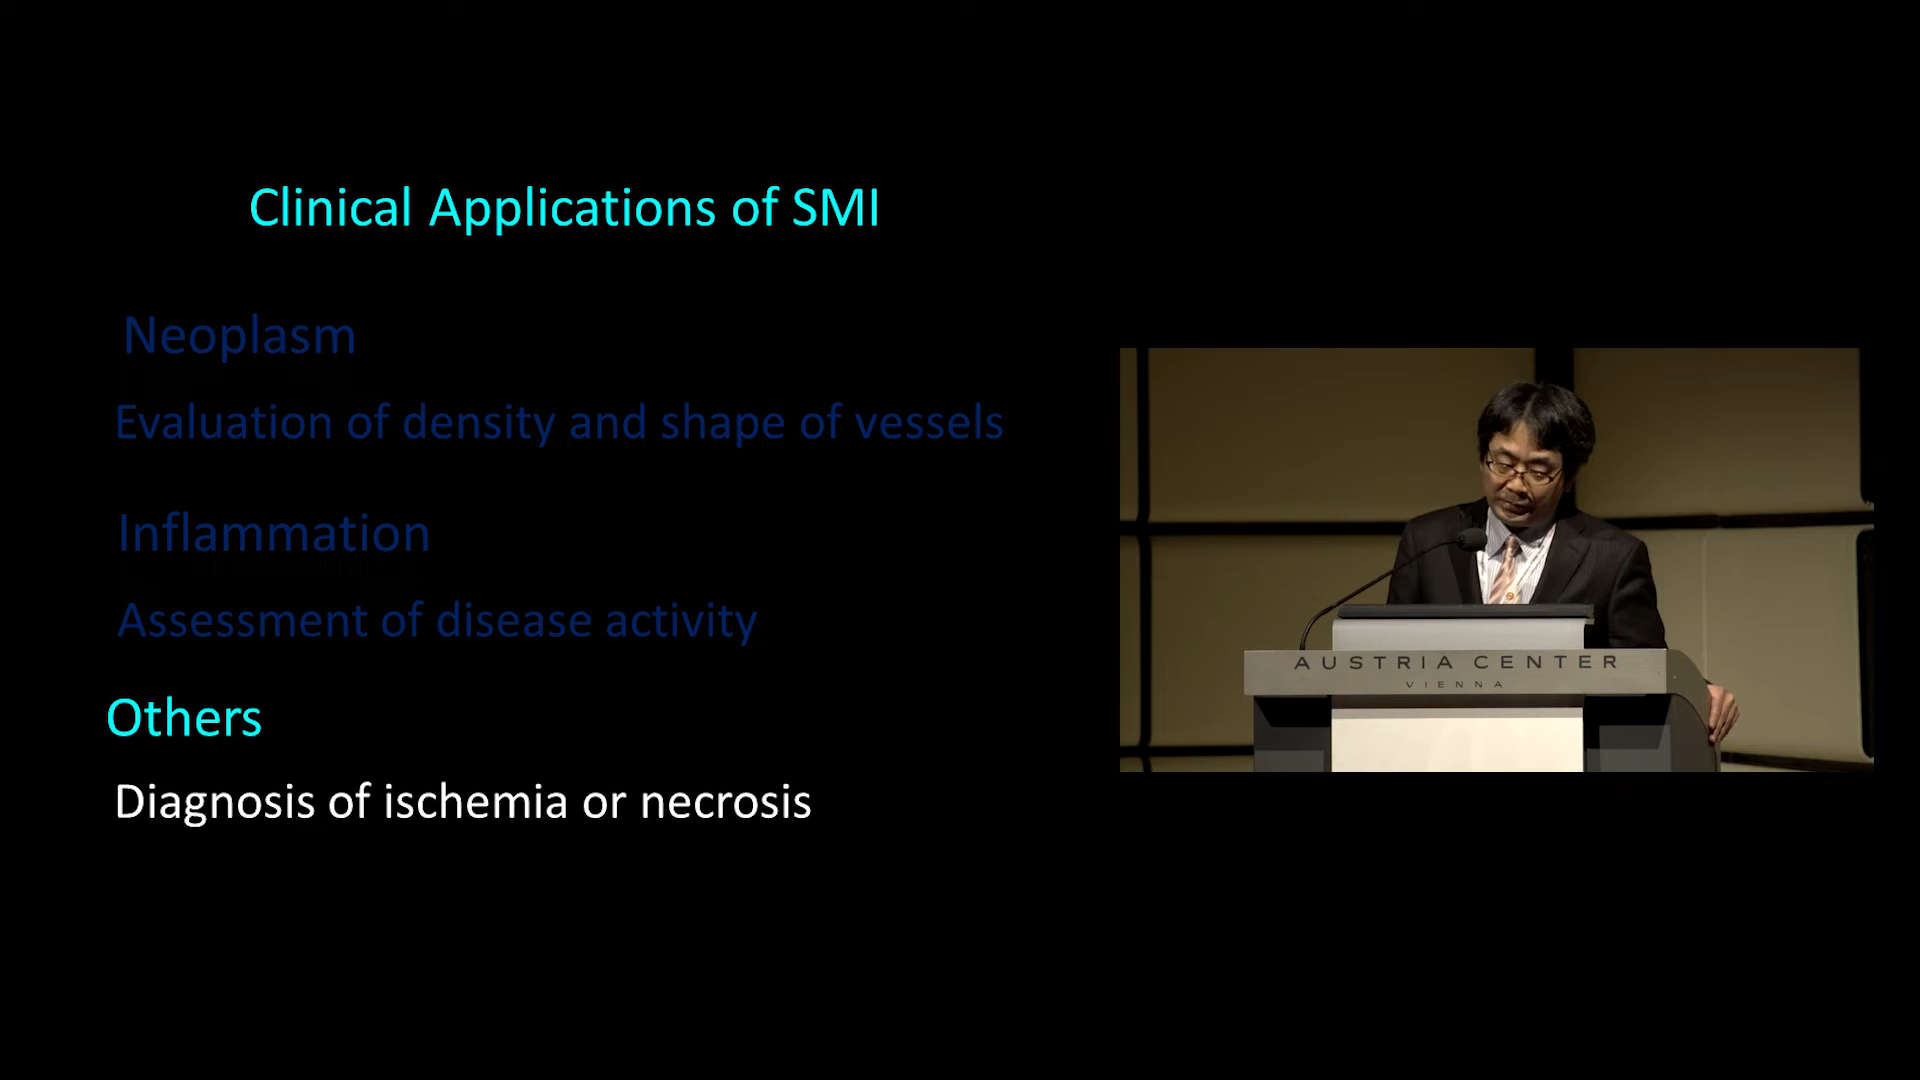 Clinical Applications of SMI
Neoplasm
Evaluation of density and shape of vessels
Inflammation
Assessment of disease activity
Others
Diagnosis of ischemia or necrosis
AUSTRIA CENTER
VIENNA